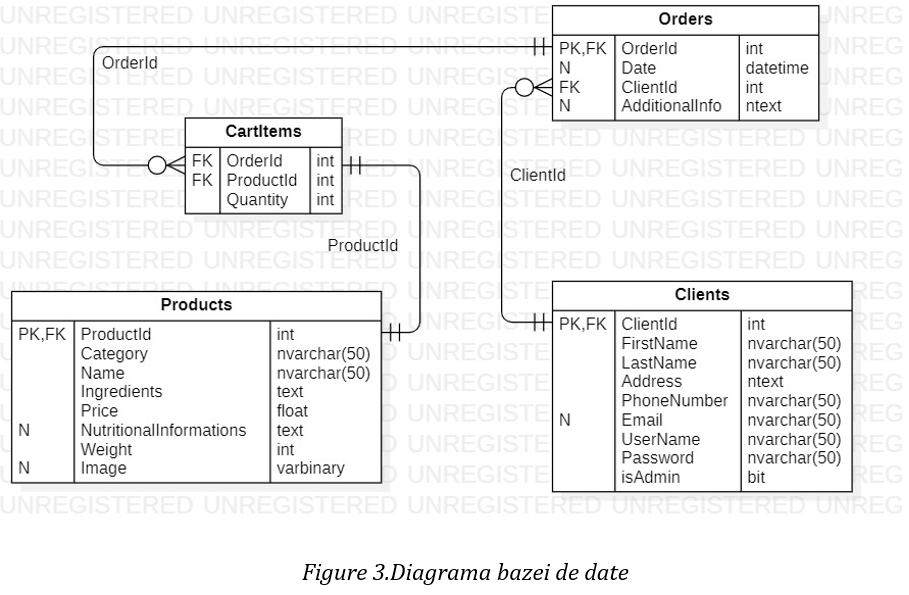 Orders
PK,FK OrderId int
N Date datetime
FK ClientId int
N AdditionalInfo ntext
OrderId
CartItems
FK OrderId int
FK ProductId int
Quantity int
ClientId
ProductId
Products
PK,FK ProductId int
Category nvarchar(50)
Name nvarchar(50)
Ingredients text
Price float
N NutritionalInformations text
Weight int
N Image varbinary
Clients
PK,FK ClientId int
FirstName nvarchar(50)
LastName nvarchar(50)
Address ntext
PhoneNumber nvarchar(50)
N Email nvarchar(50)
UserName nvarchar(50)
Password nvarchar(50)
isAdmin bit
UNREGISTERED
Figure 3.Diagrama bazei de date